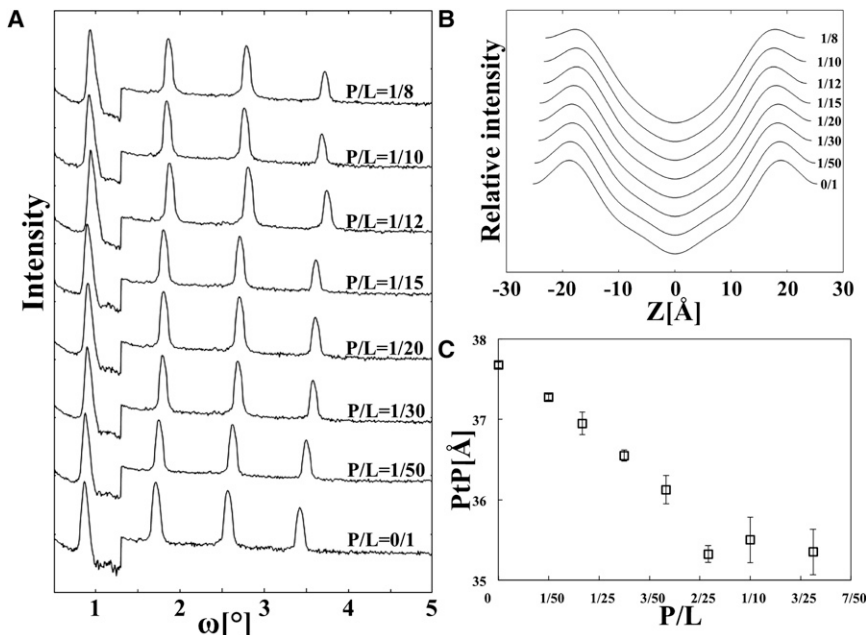 A
Intensity
P/L=1/8
P/L=1/10
P/L=1/12
P/L=1/15
P/L=1/20
P/L=1/30
P/L=1/50
P/L=0/1
1 2 3 4 5
ω[°]
B
Relative intensity
1/8
1/10
1/12
1/15
1/20
1/30
1/50
0/1
-30 -20 -10 0 10 20 30
Z[Å]
C
PtP[Å]
38
37
36
35
0 1/50 1/25 3/50 2/25 1/10 3/25 7/50
P/L